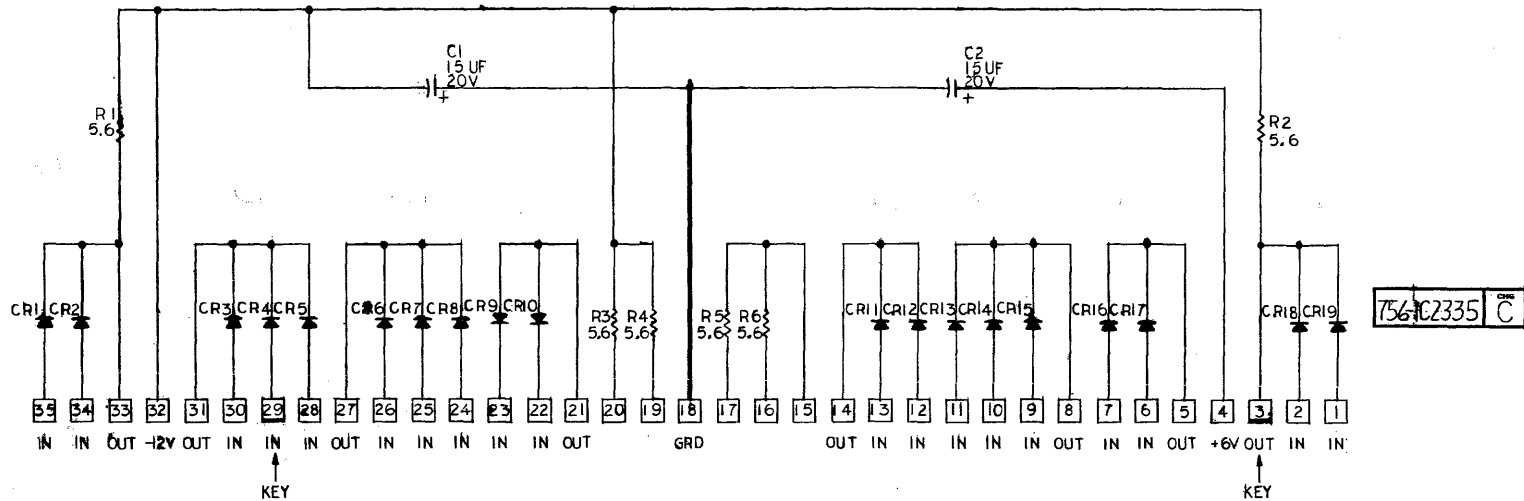 C1
15 UF
20V
+
C2
15 UF
20V
+
R1
5.6
R2
5.6
CR1 CR2 CR3 CR4 CR5 CR6 CR7 CR8 CR9 CR10 R3 R4 R5 R6 CR11 CR12 CR13 CR14 CR15 CR16 CR17 CR18 CR19
5.6 5.6 5.6 5.6
756-1C2335 CHG C
35 34 33 32 31 30 29 28 27 26 25 24 23 22 21 20 19 18 17 16 15 14 13 12 11 10 9 8 7 6 5 4 3 2 1
IN IN OUT -12V OUT IN IN IN OUT IN IN IN IN IN OUT GRD OUT IN IN IN IN IN OUT IN IN OUT +6V OUT IN IN
KEY KEY